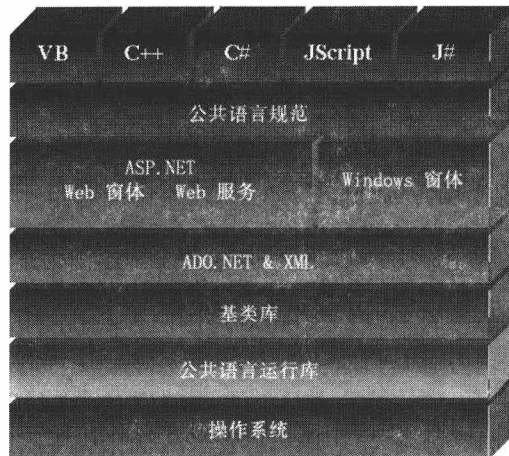 VB C++ C# JScript J#
公共语言规范
ASP.NET
Web 窗体 Web 服务
Windows 窗体
ADO.NET & XML
基类库
公共语言运行库
操作系统